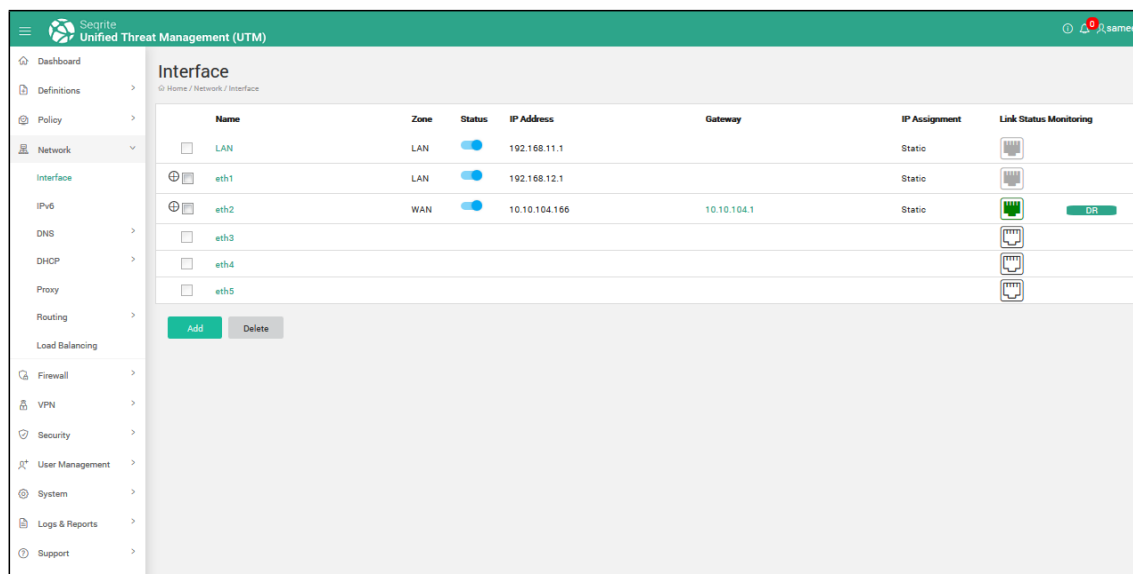 Seqrite
Unified Threat Management (UTM)
0
Dashboard
Definitions
Policy
Network
Interface
IPv6
DNS
DHCP
Proxy
Routing
Load Balancing
Firewall
VPN
Security
User Management
System
Logs & Reports
Support
Interface
Home / Network / Interface
Name Zone Status IP Address Gateway IP Assignment Link Status Monitoring
LAN LAN 192.168.11.1 Static
eth1 LAN 192.168.12.1 Static
eth2 WAN 10.10.104.166 10.10.104.1 Static DR
eth3
eth4
eth5
Add Delete